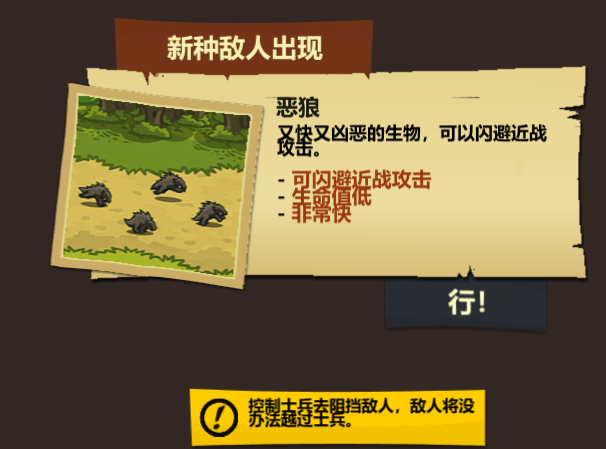 新种敌人出现
恶狼
又快又凶恶的生物，可以闪避近战
攻击。
- 可闪避近战攻击
- 生命值低
- 非常快
行！
控制士兵去阻挡敌人，敌人将没
办法越过士兵。